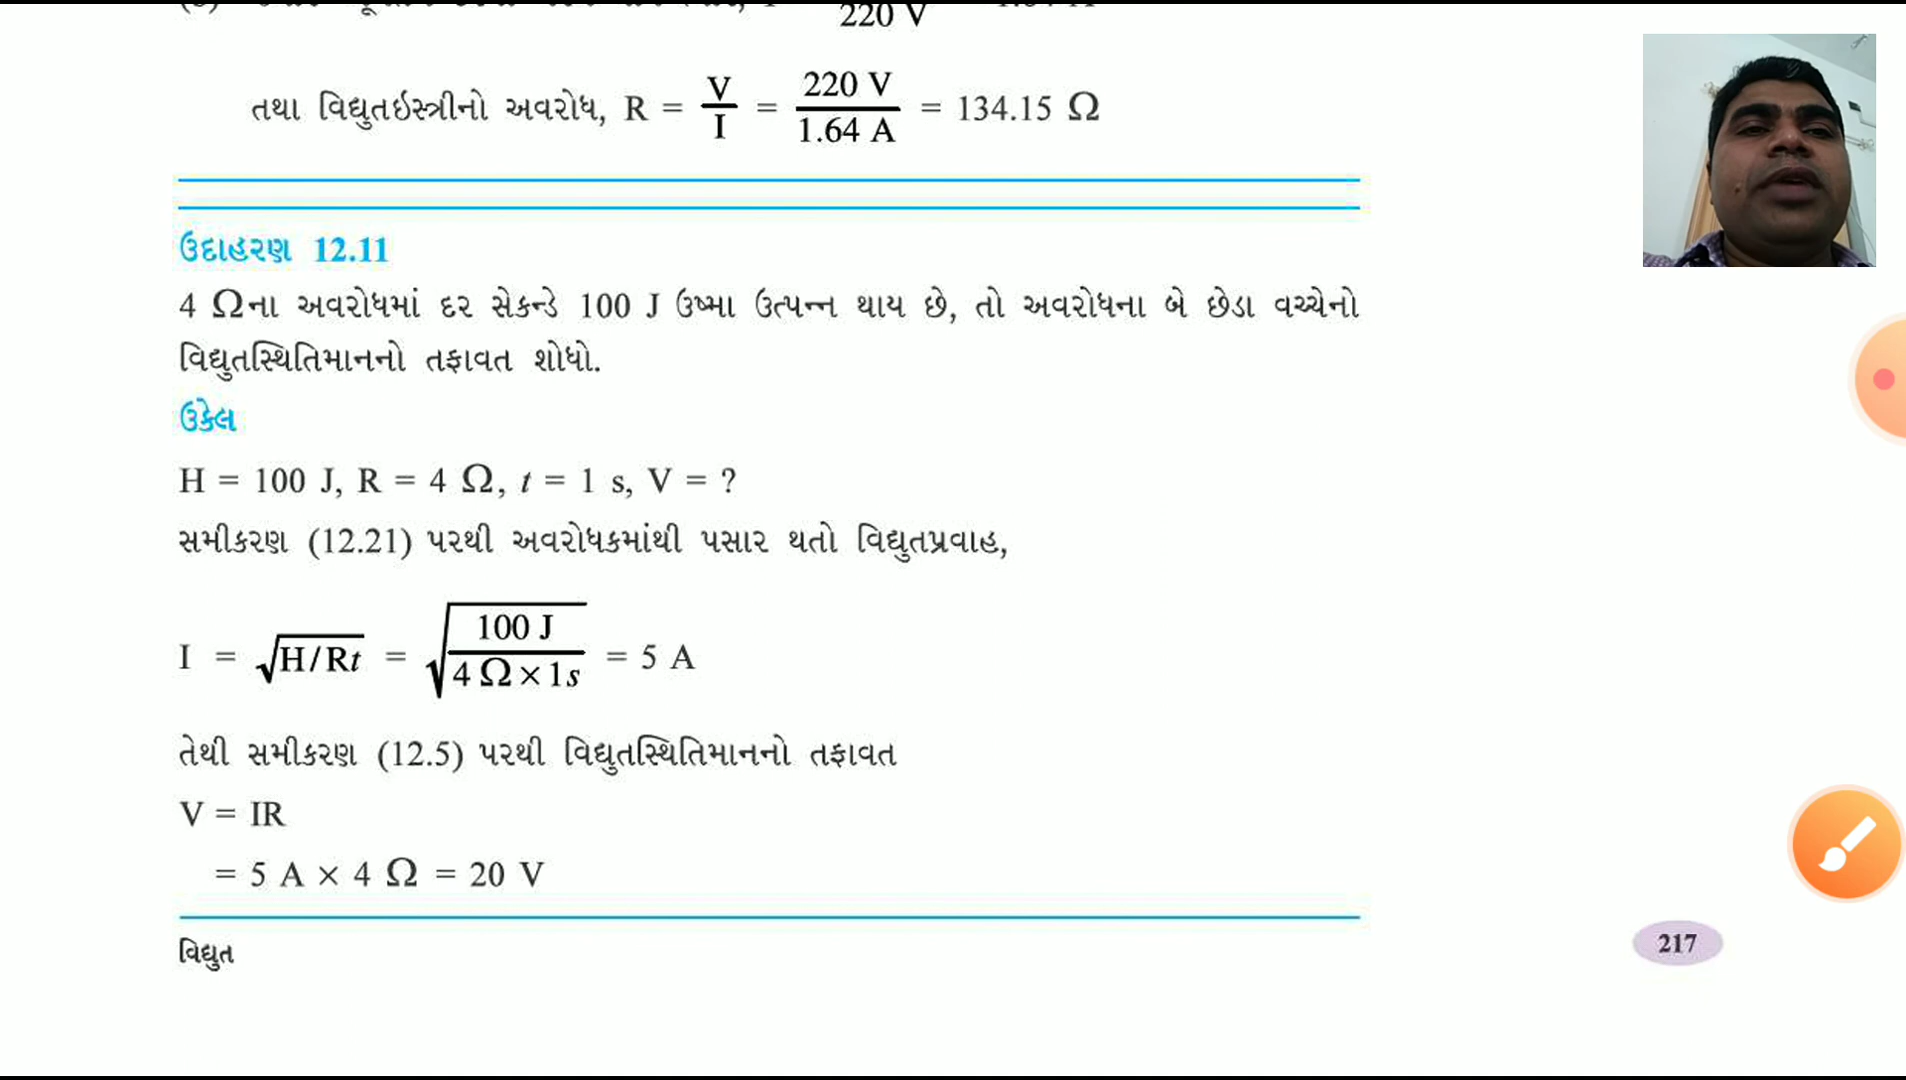 220 V
તથા વિદ્યુતઇસ્ત્રીનો અવરોધ, R = V/I = 220 V/1.64 A = 134.15 Ω
ઉદાહરણ 12.11
4 Ωના અવરોધમાં દર સેકન્ડે 100 J ઉષ્મા ઉત્પન્ન થાય છે, તો અવરોધના બે છેડા વચ્ચેનો
વિદ્યુતસ્થિતિમાનનો તફાવત શોધો.
ઉકેલ
H = 100 J, R = 4 Ω, t = 1 s, V = ?
સમીકરણ (12.21) પરથી અવરોધકમાંથી પસાર થતો વિદ્યુતપ્રવાહ,
I = √H/Rt = √100 J/4 Ω × 1s = 5 A
તેથી સમીકરણ (12.5) પરથી વિદ્યુતસ્થિતિમાનનો તફાવત
V = IR
= 5 A × 4 Ω = 20 V
વિદ્યુત
217